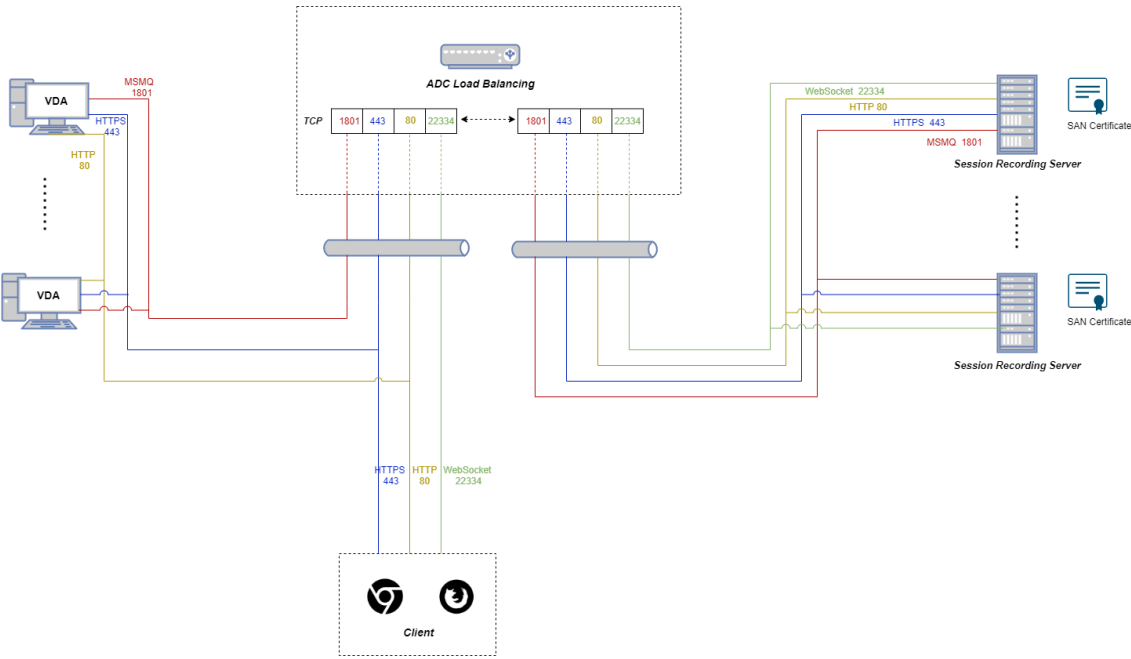 ADC Load Balancing
TCP 1801 443 80 22334
1801 443 80 22334
VDA
MSMQ
1801
HTTPS
443
HTTP
80
VDA
WebSocket 22334
HTTP 80
HTTPS 443
MSMQ 1801
Session Recording Server
SAN Certificate
Session Recording Server
SAN Certificate
HTTPS
443
HTTP
80
WebSocket
22334
Client